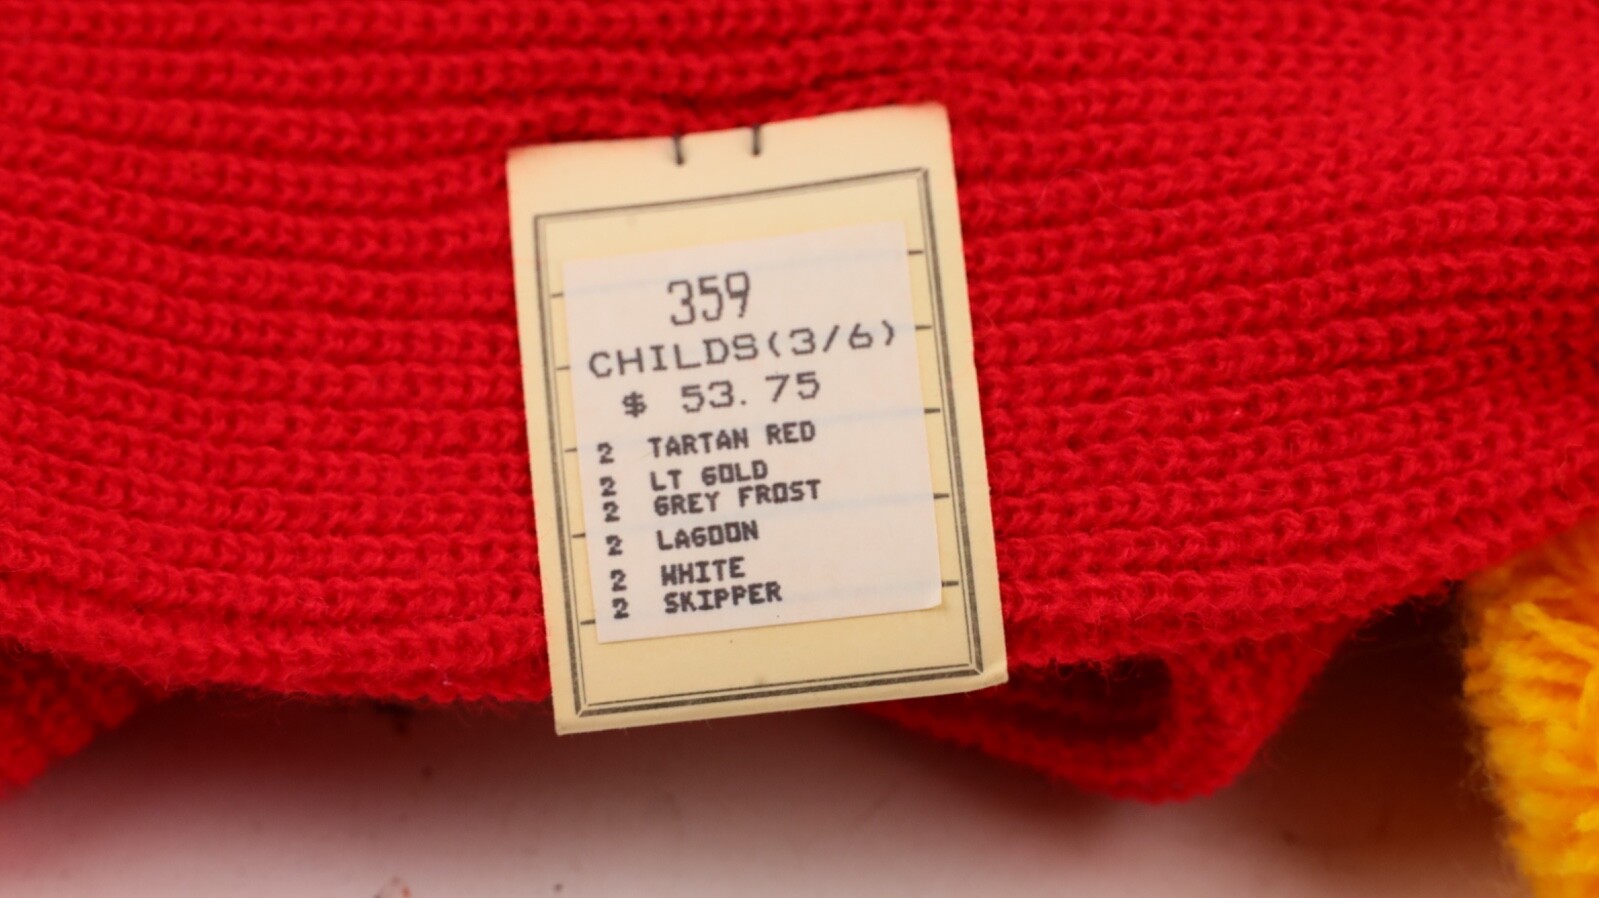 359
CHILDS(3/6)
$ 53.75
2 TARTAN RED
2 LT GOLD
2 GREY FROST
2 LAGOON
2 WHITE
2 SKIPPER